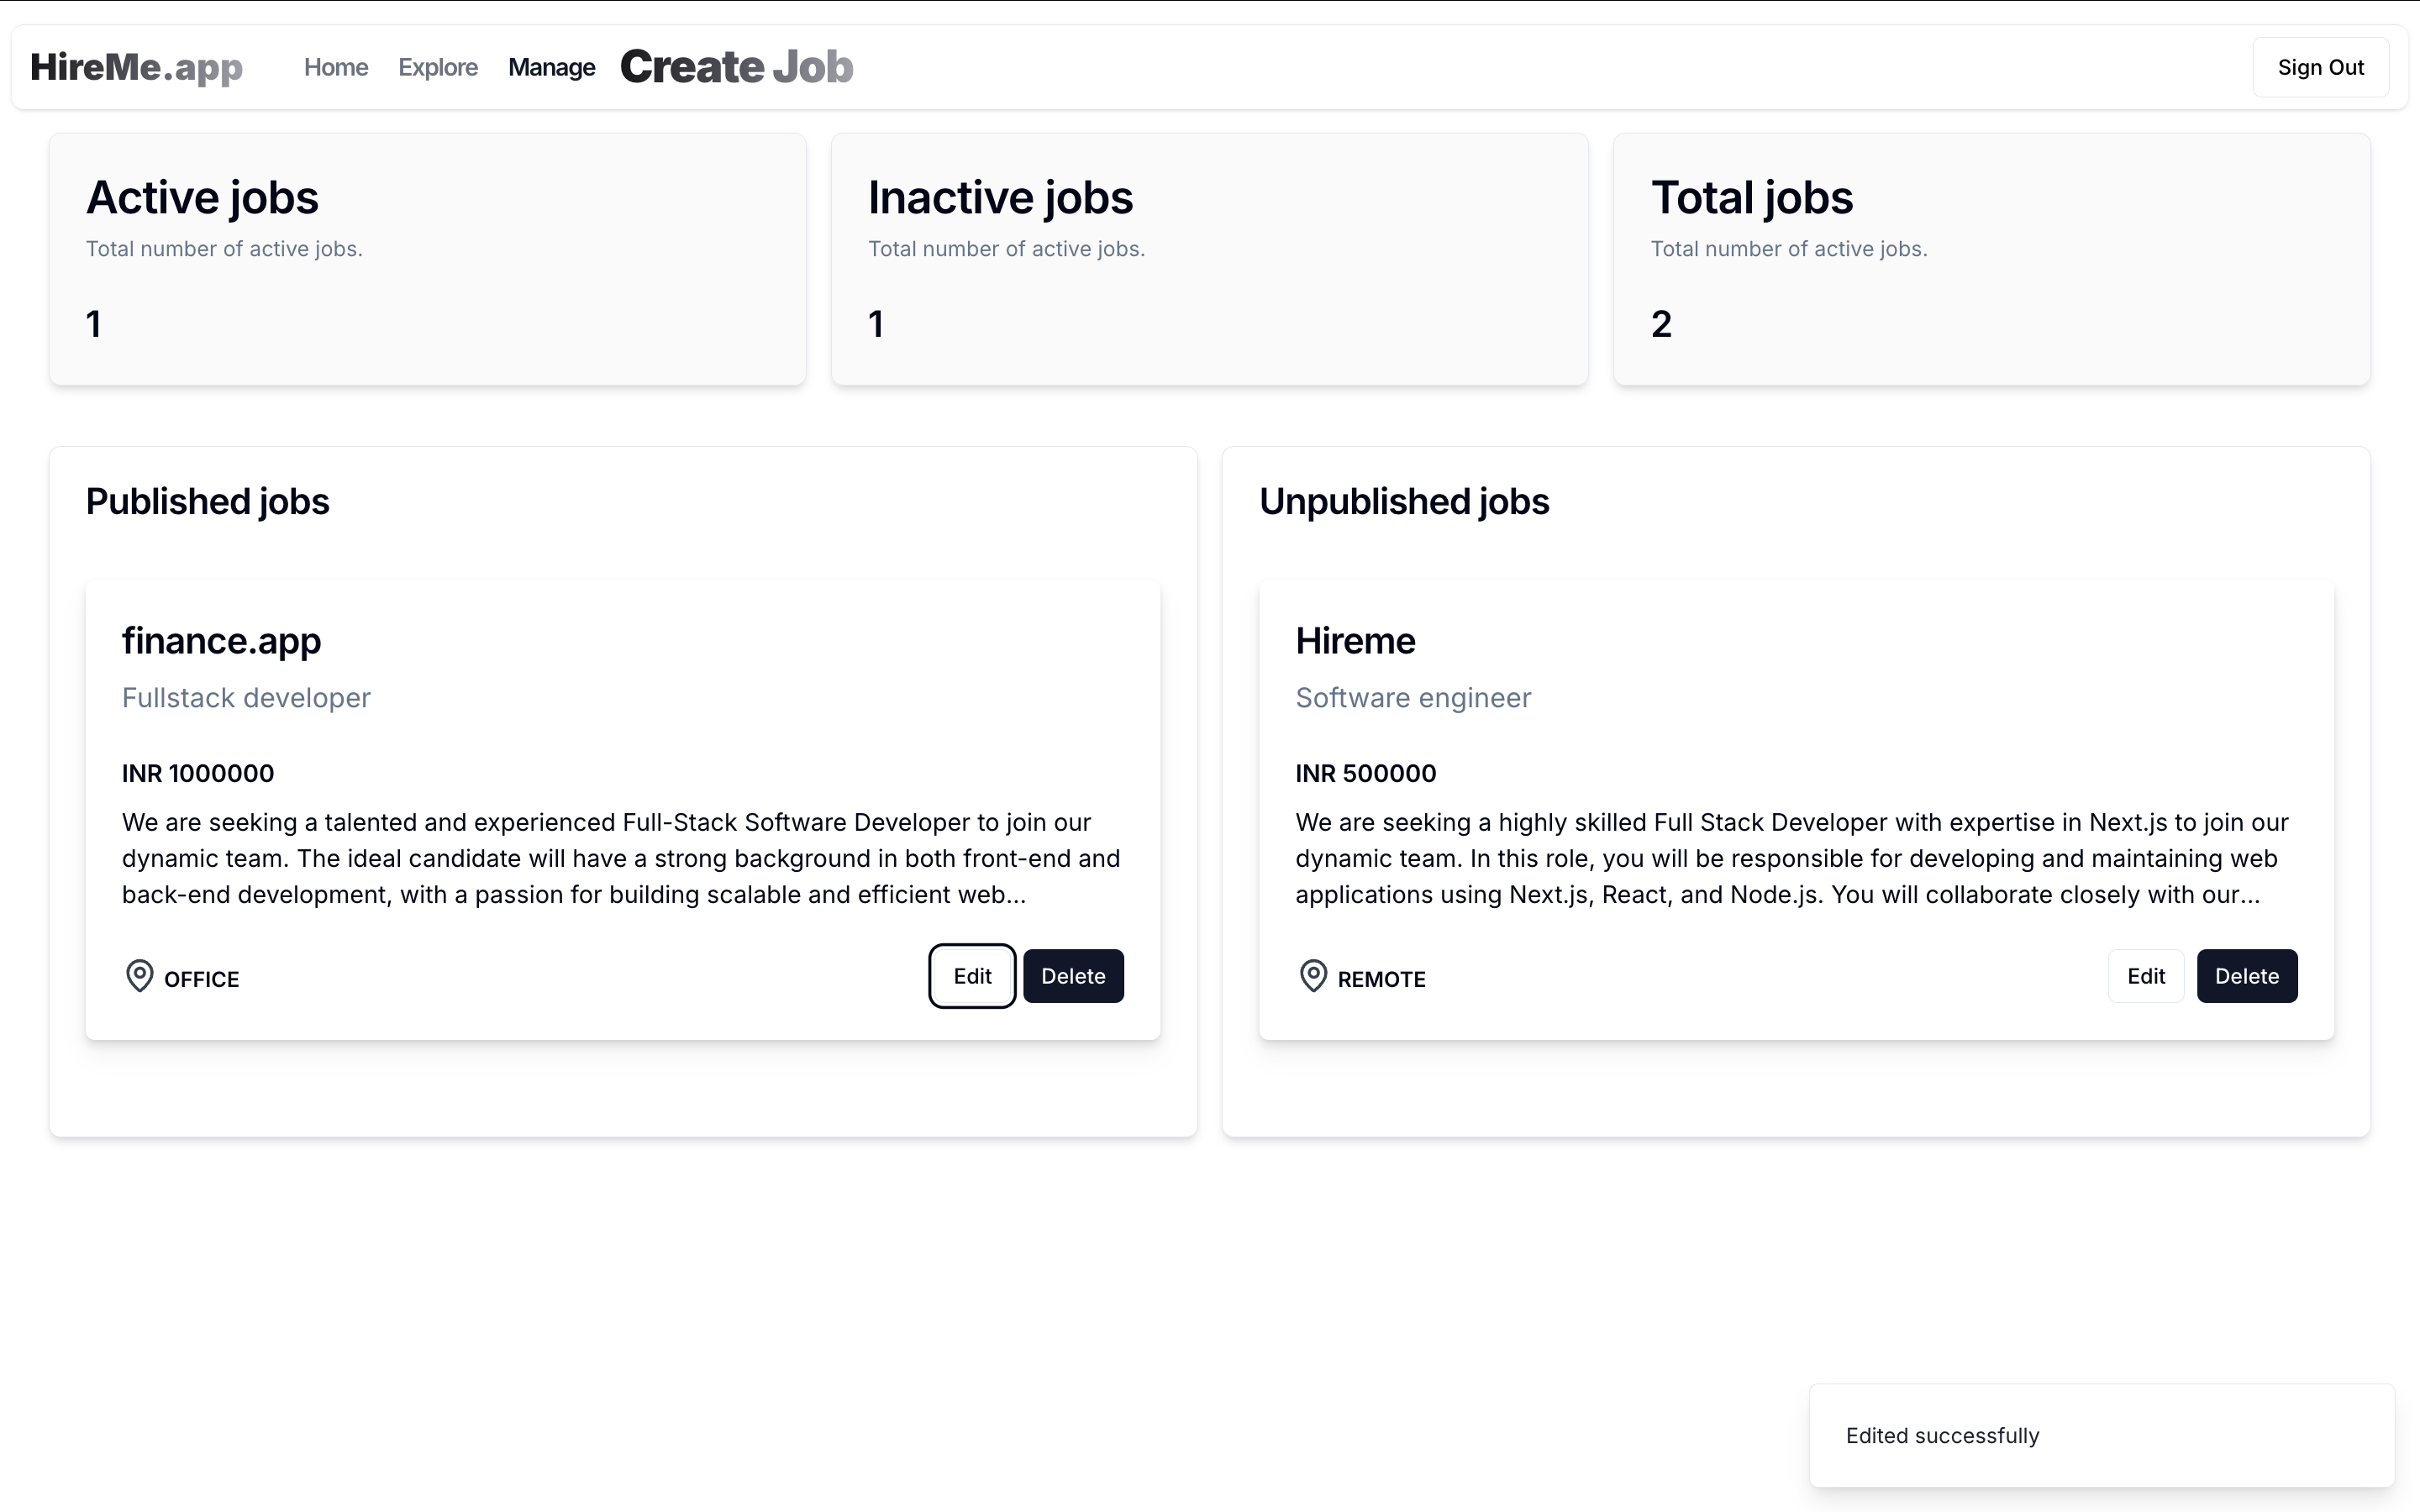 HireMe.app Home Explore Manage Create Job Sign Out
Active jobs
Total number of active jobs.
1
Inactive jobs
Total number of active jobs.
1
Total jobs
Total number of active jobs.
2
Published jobs
finance.app
Fullstack developer
INR 1000000
We are seeking a talented and experienced Full-Stack Software Developer to join our
dynamic team. The ideal candidate will have a strong background in both front-end and
back-end development, with a passion for building scalable and efficient web...
OFFICE Edit Delete
Unpublished jobs
Hireme
Software engineer
INR 500000
We are seeking a highly skilled Full Stack Developer with expertise in Next.js to join our
dynamic team. In this role, you will be responsible for developing and maintaining web
applications using Next.js, React, and Node.js. You will collaborate closely with our...
REMOTE Edit Delete
Edited successfully